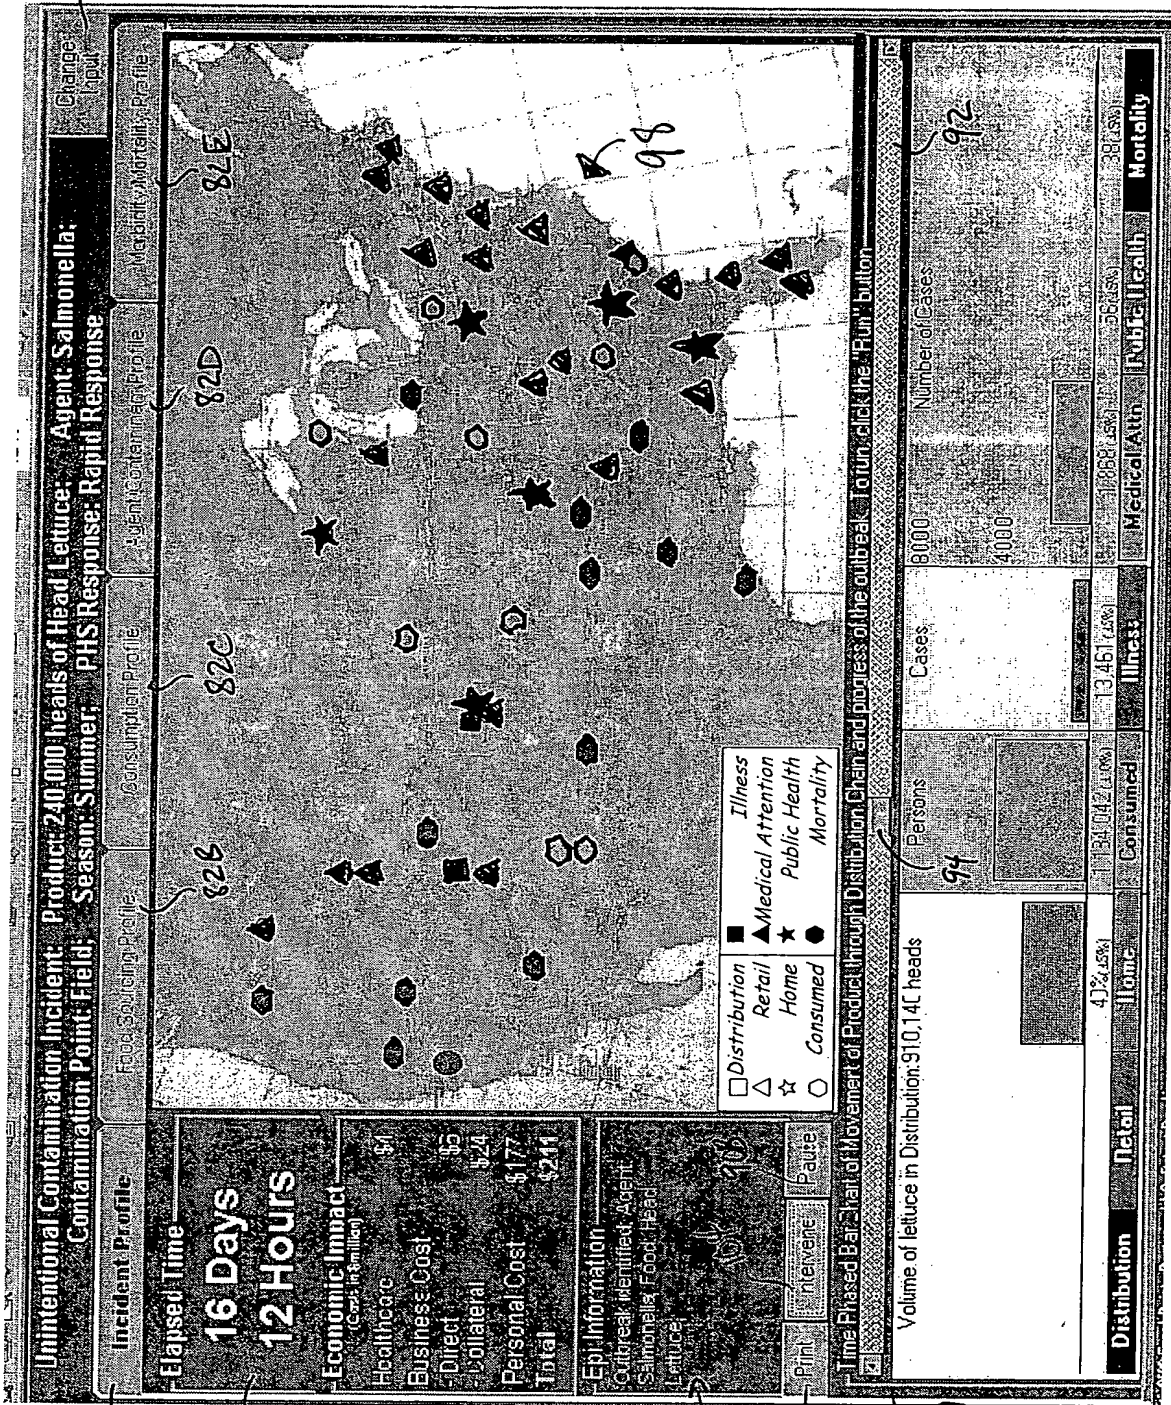 Unintentional Contamination Incident; Product: 240,000 heads of Head Lettuce; Agent: Salmonella;
Contamination Point: Field; Season: Summer; PHS Response: Rapid Response
Change
Input
Incident Profile
Food Sourcing Profile
Consumption Profile
Agent/Contaminant Profile
Morbidity/Mortality Profile
82B
82C
82D
82E
Elapsed Time
16 Days
12 Hours
Economic Impact
Healthcare $4
Business Cost
-Direct $5
-Collateral $24
Personal Cost $177
Total $211
Epi Information
Outbreak Identified; Agent:
Salmonella; Food: Head
Lettuce;
Print
Intervene
Pause
98
□ Distribution ■ Illness
△ Retail ▲ Medical Attention
☆ Home ★ Public Health
Consumed Mortality
Time Phased Bar Chart of Movement of Product through Distribution Chain and progress of the outbreak. To run, click the "Run" button
Volume of lettuce in Distribution:
heads
Persons
94
Cases
Number of Cases
92
8000
4000
Distribution
Retail
Home
Consumed
Illness
Medical Attn
Public Health
Mortality